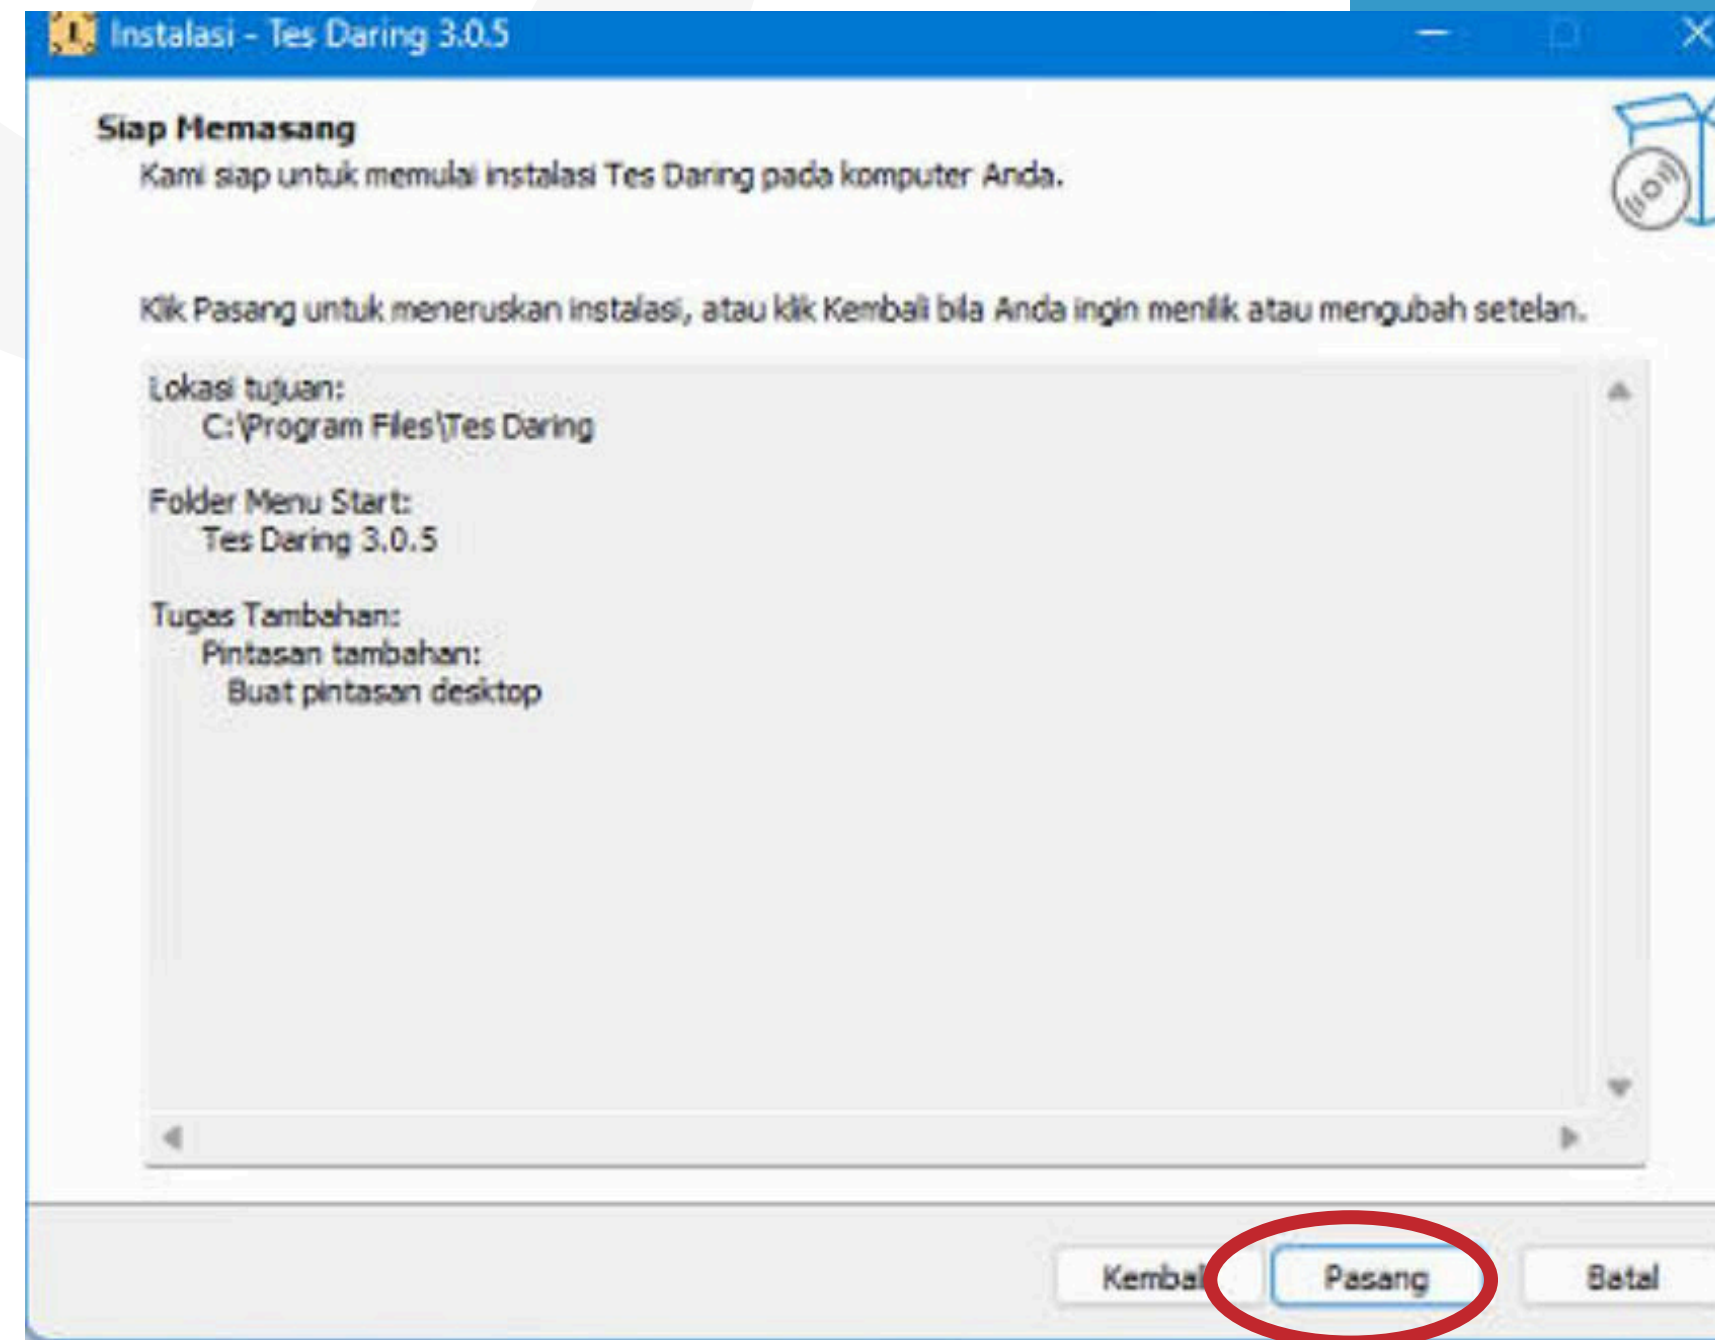 Instalasi - Tes Daring 3.0.5
Siap Memasang
Kami siap untuk memulai instalasi Tes Daring pada komputer Anda.
Klik Pasang untuk meneruskan instalasi, atau klik Kembali bila Anda ingin menilik atau mengubah setelan.
Lokasi tujuan:
C:\Program Files\Tes Daring
Folder Menu Start:
Tes Daring 3.0.5
Tugas Tambahan:
Pintasan tambahan:
Buat pintasan desktop
Kembali Pasang Batal